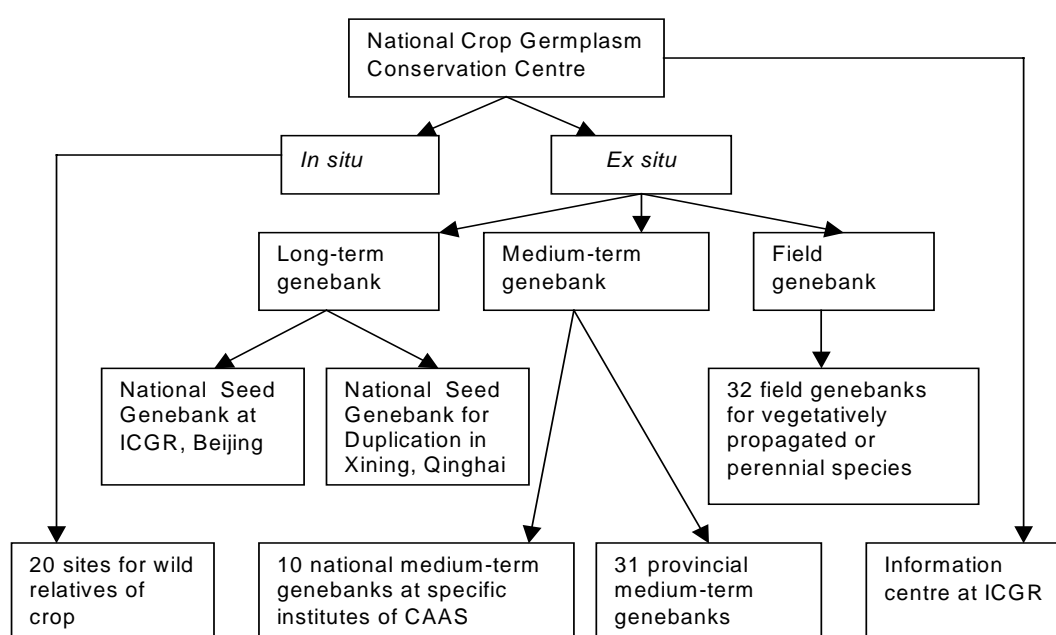 National Crop Germplasm
Conservation Centre
In situ
Ex situ
Long-term
genebank
Medium-term
genebank
Field
genebank
National Seed
Genebank at
ICGR, Beijing
National Seed
Genebank for
Duplication in
Xining, Qinghai
32 field genebanks
for vegetatively
propagated or
perennial species
20 sites for wild
relatives of
crop
10 national medium-term
genebanks at specific
institutes of CAAS
31 provincial
medium-term
genebanks
Information
centre at ICGR